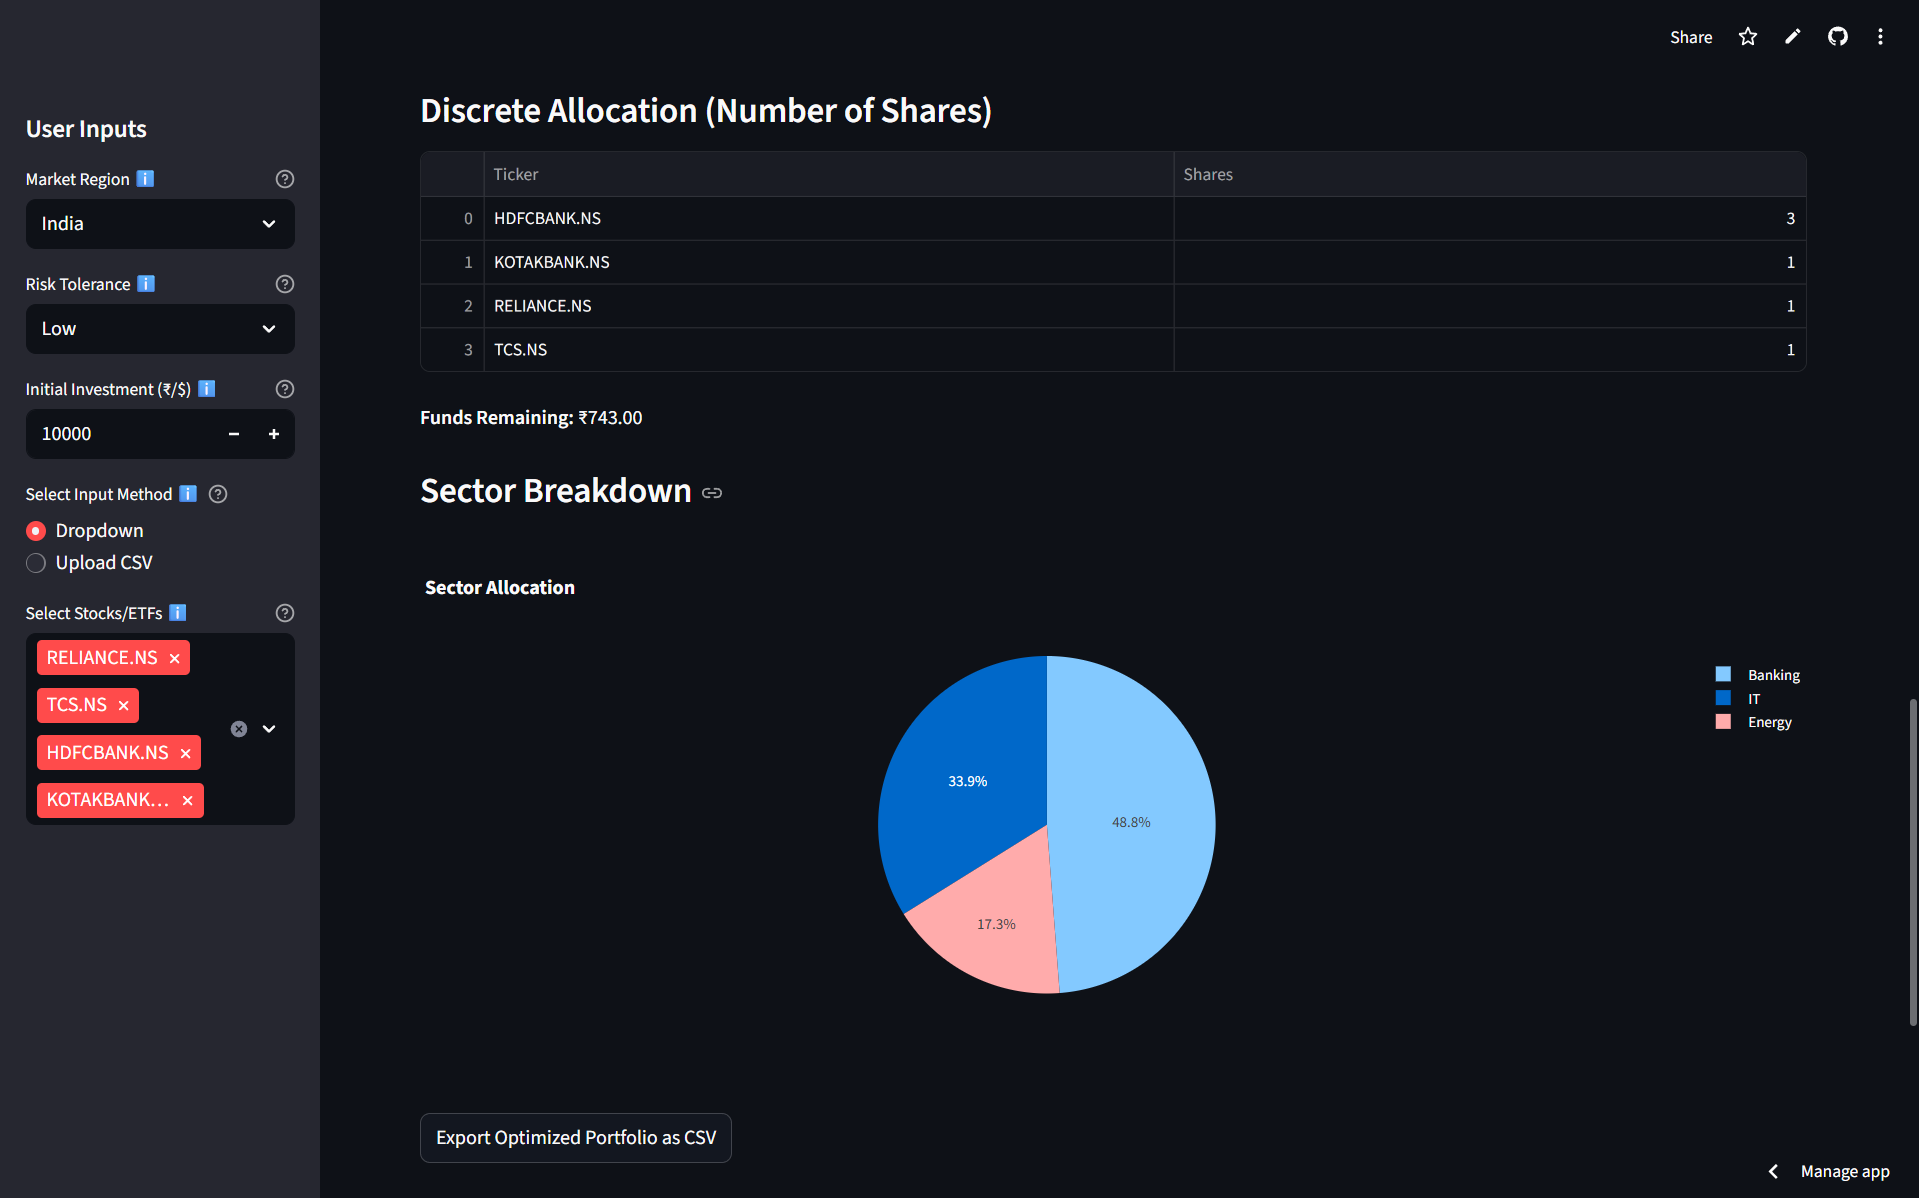 Share
User Inputs
Market Region ℹ️
India
Risk Tolerance ℹ️
Low
Initial Investment (₹/$) ℹ️
10000
Select Input Method ℹ️
Dropdown
Upload CSV
Select Stocks/ETFs ℹ️
RELIANCE.NS
TCS.NS
HDFCBANK.NS
KOTAKBANK...
Discrete Allocation (Number of Shares)
Ticker Shares
0 HDFCBANK.NS 3
1 KOTAKBANK.NS 1
2 RELIANCE.NS 1
3 TCS.NS 1
Funds Remaining: ₹743.00
Sector Breakdown
Sector Allocation
Banking
IT
Energy
33.9%
48.8%
17.3%
Export Optimized Portfolio as CSV
Manage app